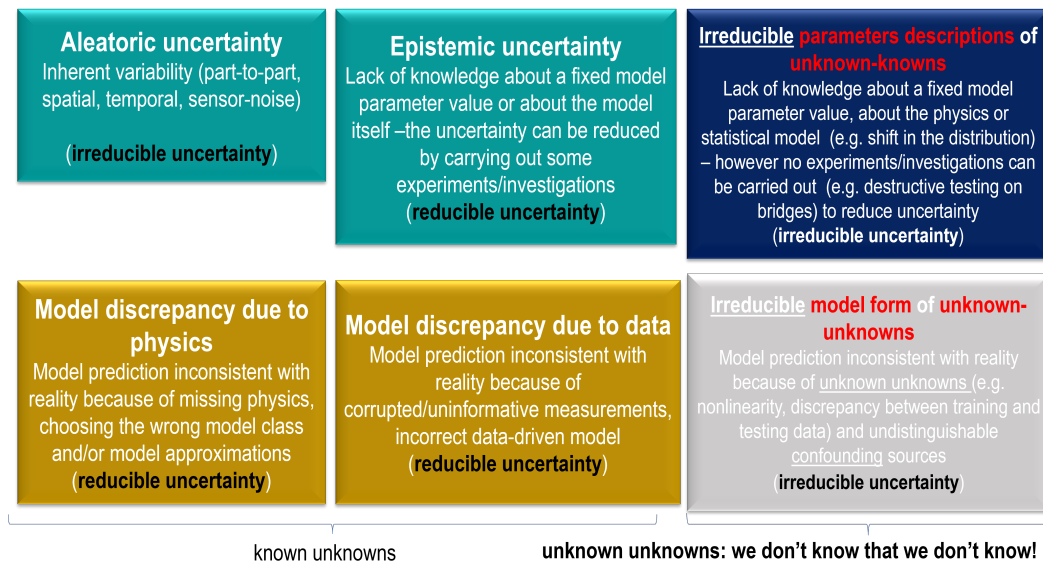 Aleatoric uncertainty
Inherent variability (part-to-part,
spatial, temporal, sensor-noise)
(irreducible uncertainty)
Epistemic uncertainty
Lack of knowledge about a fixed model
parameter value or about the model
itself –the uncertainty can be reduced
by carrying out some
experiments/investigations
(reducible uncertainty)
Irreducible parameters descriptions of
unknown-knowns
Lack of knowledge about a fixed model
parameter value, about the physics or
statistical model (e.g. shift in the distribution)
– however no experiments/investigations can
be carried out (e.g. destructive testing on
bridges) to reduce uncertainty
(irreducible uncertainty)
Model discrepancy due to
physics
Model prediction inconsistent with
reality because of missing physics,
choosing the wrong model class
and/or model approximations
(reducible uncertainty)
Model discrepancy due to data
Model prediction inconsistent with
reality because of
corrupted/uninformative measurements,
incorrect data-driven model
(reducible uncertainty)
Irreducible model form of unknown-
unknowns
Model prediction inconsistent with reality
because of unknown unknowns (e.g.
nonlinearity, discrepancy between training and
testing data) and undistinguishable
confounding sources
(irreducible uncertainty)
known unknowns
unknown unknowns: we don’t know that we don’t know!